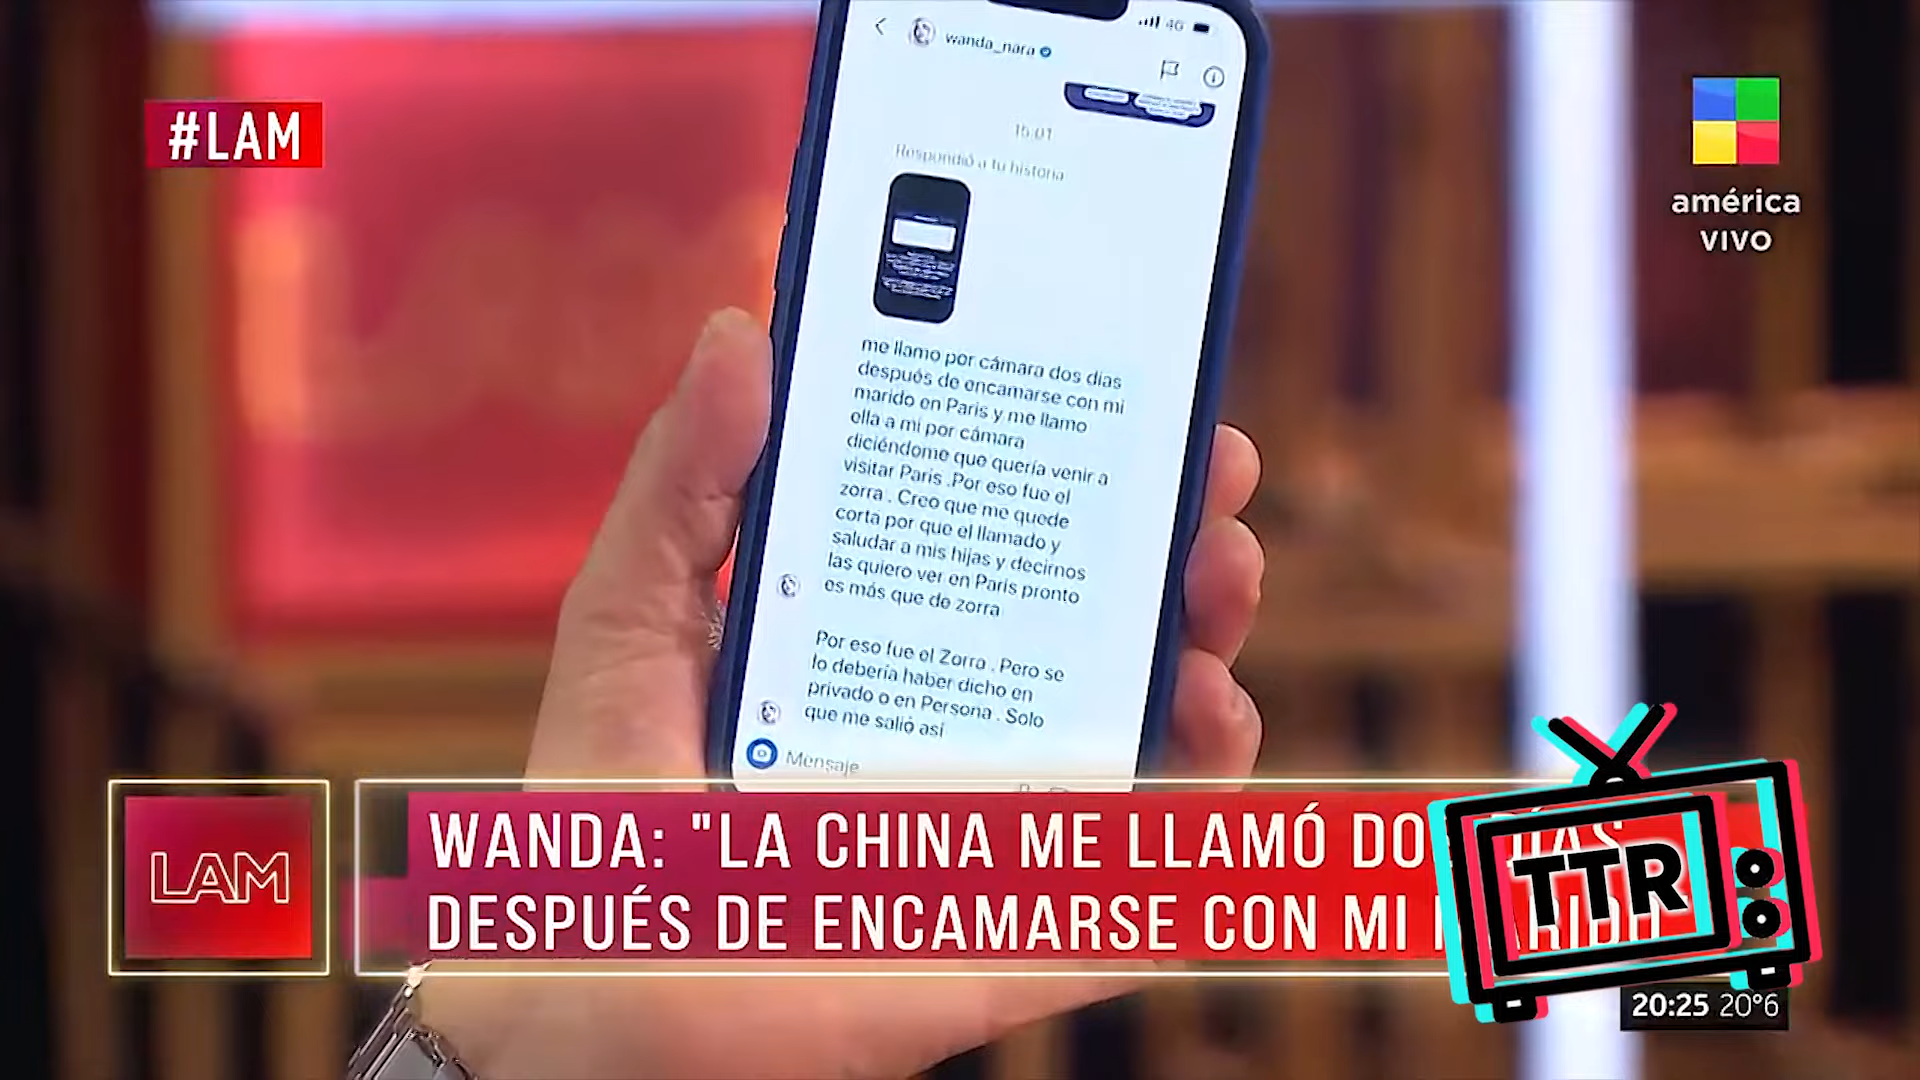 #LAM
américa
VIVO
wanda_nara
4G
15:01
Respondió a tu historia
me llamo por cámara dos días
después de encamarse con mi
marido en Paris y me llamo
ella a mi por cámara
diciéndome que quería venir a
visitar Paris .Por eso fue el
zorra . Creo que me quede
corta por que el llamado y
saludar a mis hijas y decirnos
las quiero ver en Paris pronto
es más que de zorra
Por eso fue el Zorra . Pero se
lo debería haber dicho en
privado o en Persona . Solo
que me salió así
Mensaje
LAM
WANDA: "LA CHINA ME LLAMÓ DO
DESPUÉS DE ENCAMARSE CON MI
TTR
20:25 20°6